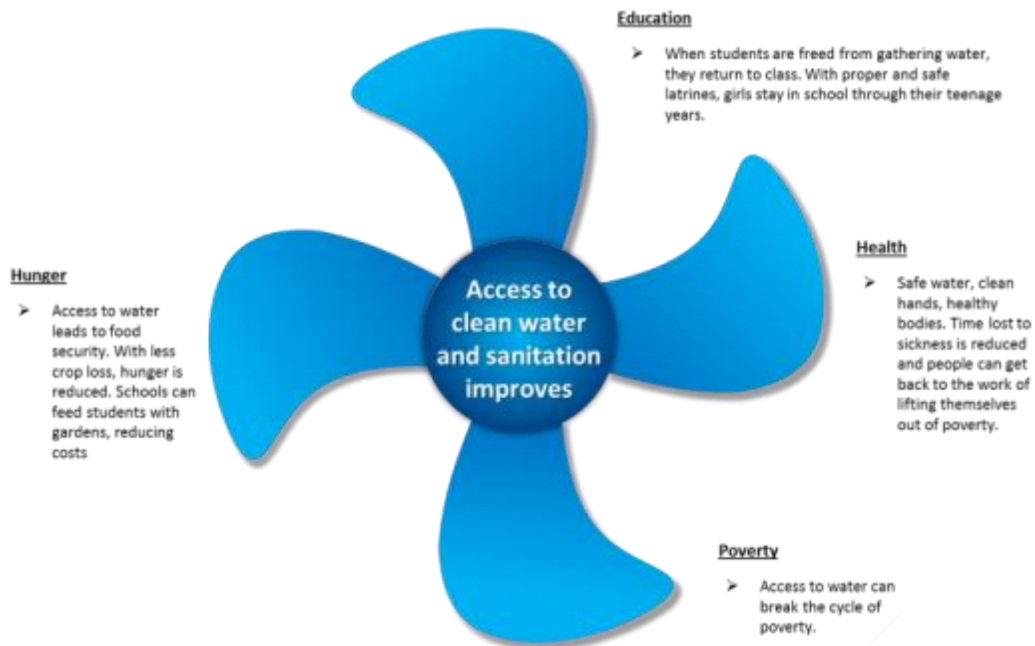 Education
➤ When students are freed from gathering water,
they return to class. With proper and safe
latrines, girls stay in school through their teenage
years.
Health
➤ Safe water, clean
hands, healthy
bodies. Time lost to
sickness is reduced
and people can get
back to the work of
lifting themselves
out of poverty.
Hunger
➤ Access to water
leads to food
security. With less
crop loss, hunger is
reduced. Schools can
feed students with
gardens, reducing
costs
Access to
clean water
and sanitation
improves
Poverty
➤ Access to water can
break the cycle of
poverty.